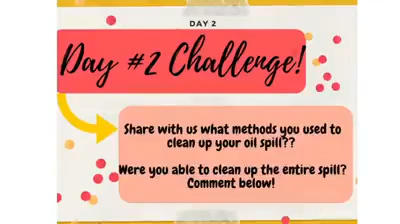 DAY 2
Day #2 Challenge!
Share with us what methods you used to
clean up your oil spill??
Were you able to clean up the entire spill?
Comment below!